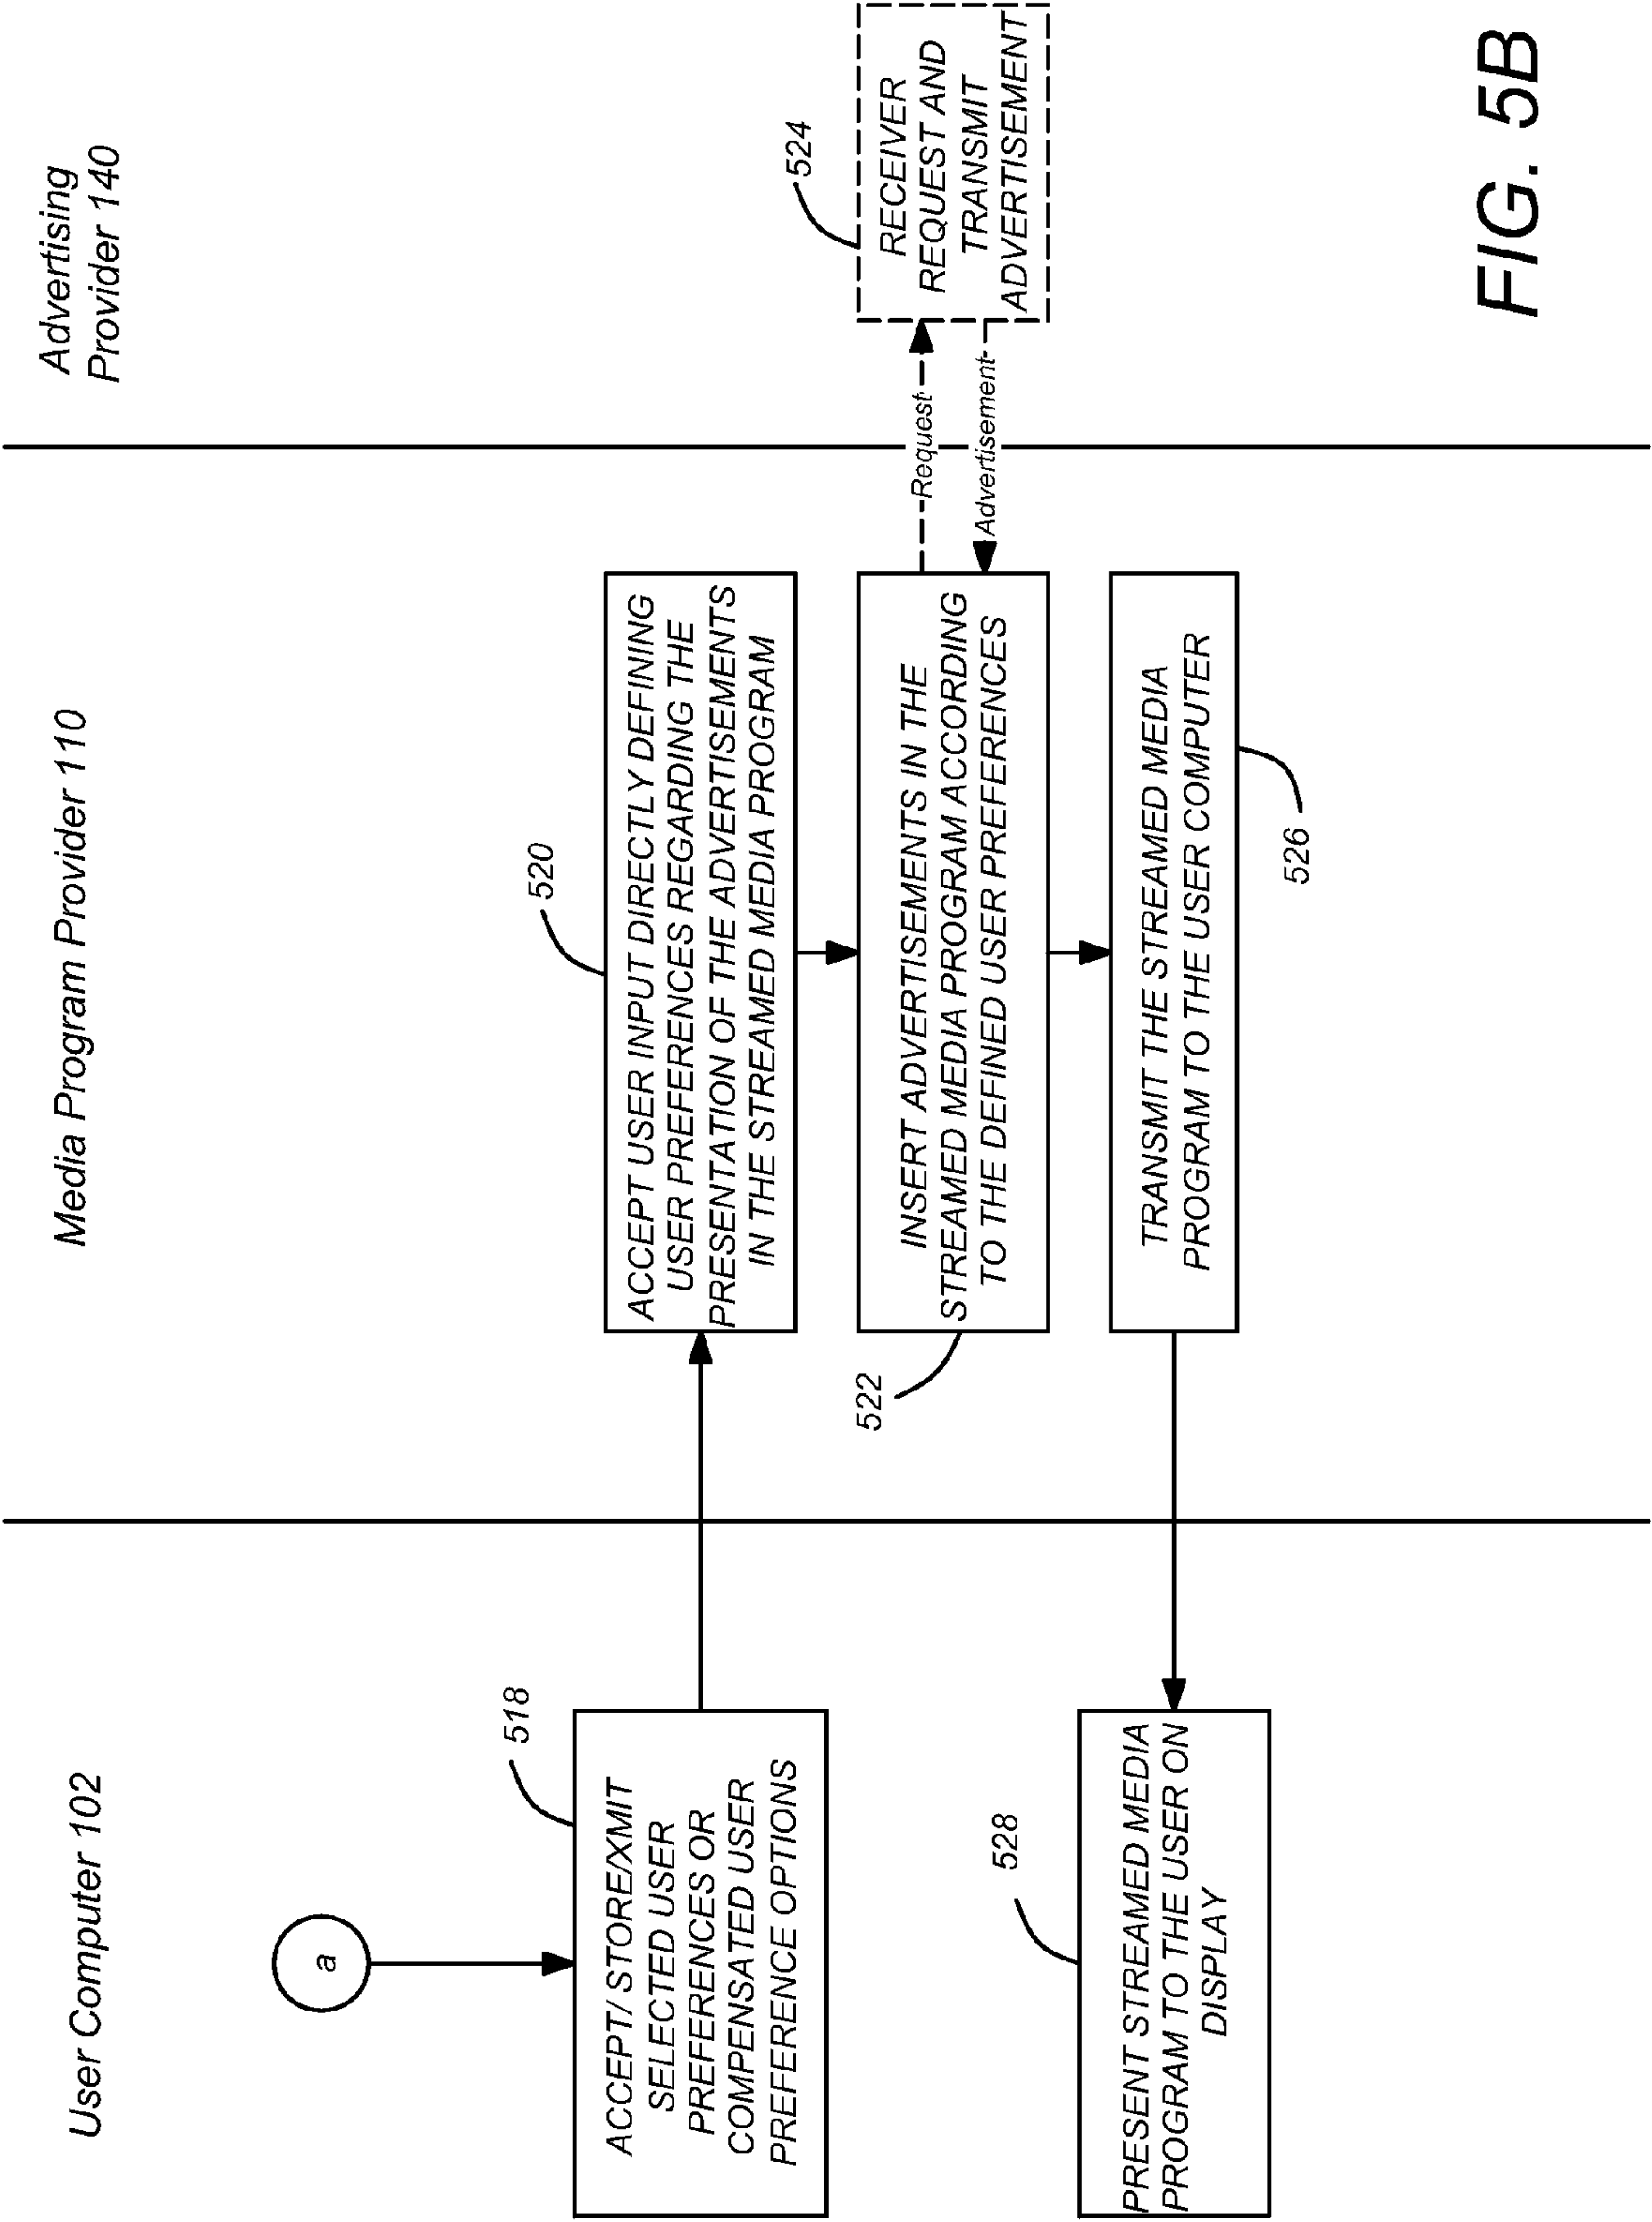 User Computer 102
Media Program Provider 110
Advertising
Provider 140
a
518
ACCEPT/ STORE/XMIT
SELECTED USER
PREFERENCES OR
COMPENSATED USER
PREFERENCE OPTIONS
520
ACCEPT USER INPUT DIRECTLY DEFINING
USER PREFERENCES REGARDING THE
PRESENTATION OF THE ADVERTISEMENTS
IN THE STREAMED MEDIA PROGRAM
522
INSERT ADVERTISEMENTS IN THE
STREAMED MEDIA PROGRAM ACCORDING
TO THE DEFINED USER PREFERENCES
Request
Advertisement
524
RECEIVER
REQUEST AND
TRANSMIT
ADVERTISEMENT
526
TRANSMIT THE STREAMED MEDIA
PROGRAM TO THE USER COMPUTER
528
PRESENT STREAMED MEDIA
PROGRAM TO THE USER ON
DISPLAY
FIG. 5B